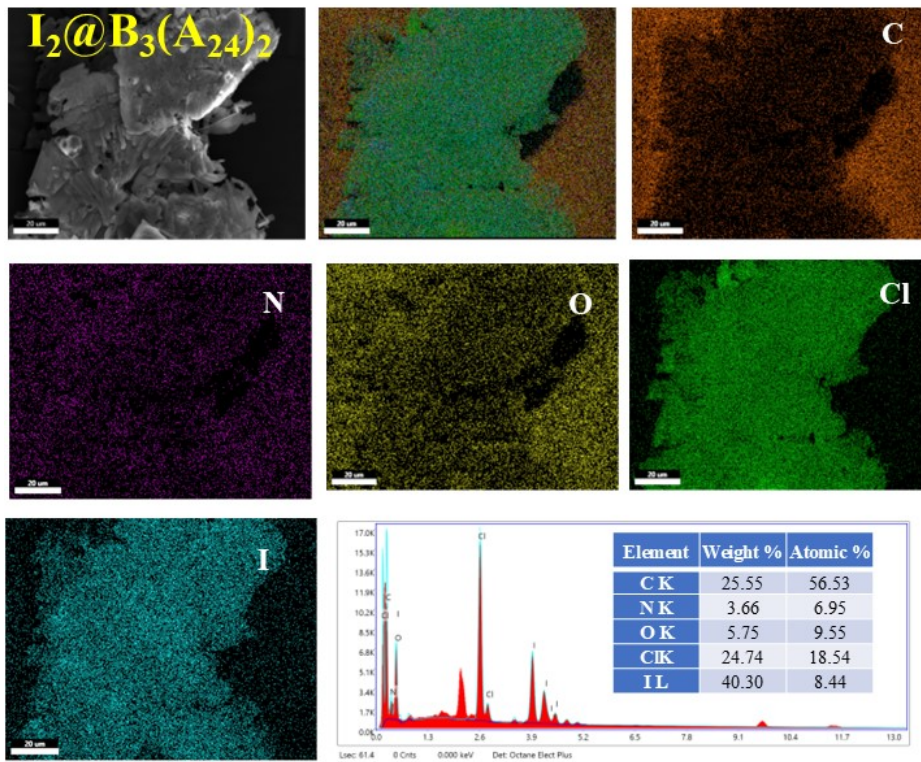 I₂@B₃(A₂₄)₂
20 um
20 um
C
20 um
N
20 um
O
20 um
Cl
20 um
I
20 um
17.0K
15.3K
13.6K
11.9K
10.2K
8.5K
6.8K
5.1K
3.4K
1.7K
0.0K
0.0 1.3 2.6 3.9 5.2 6.5 7.8 9.1 10.4 11.7 13.0
Cl
C
I
O
N
Cl
Cl
I
I
I
I
Element Weight % Atomic %
C K 25.55 56.53
N K 3.66 6.95
O K 5.75 9.55
ClK 24.74 18.54
I L 40.30 8.44
Lsec: 61.4 0 Cnts 0.000 keV Det: Octane Elect Plus